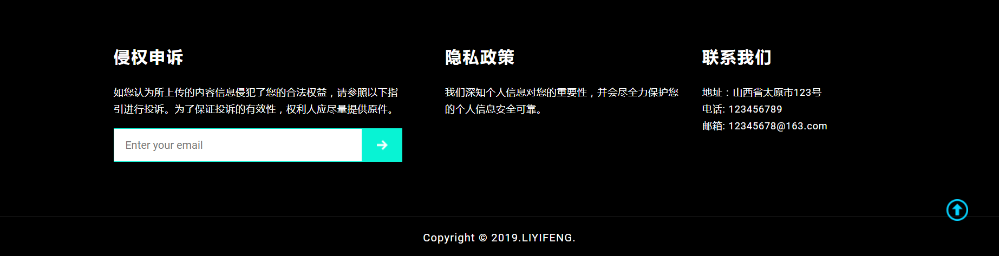 侵权申诉
如您认为所上传的内容信息侵犯了您的合法权益，请参照以下指
引进行投诉。为了保证投诉的有效性，权利人应尽量提供原件。
Enter your email
隐私政策
我们深知个人信息对您的重要性，并会尽全力保护您
的个人信息安全可靠。
联系我们
地址：山西省太原市123号
电话: 123456789
邮箱: 12345678@163.com
Copyright © 2019.LIYIFENG.